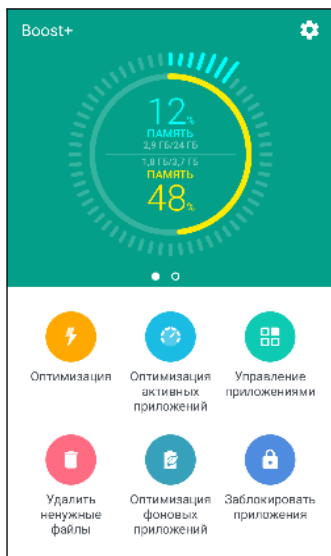 Boost+
12%
ПАМЯТЬ
2,9 ГБ/24 ГБ
1,8 ГБ/3,7 ГБ
ПАМЯТЬ
48%
Оптимизация
Оптимизация
активных
приложений
Управление
приложениями
Удалить
ненужные
файлы
Оптимизация
фоновых
приложений
Заблокировать
приложения